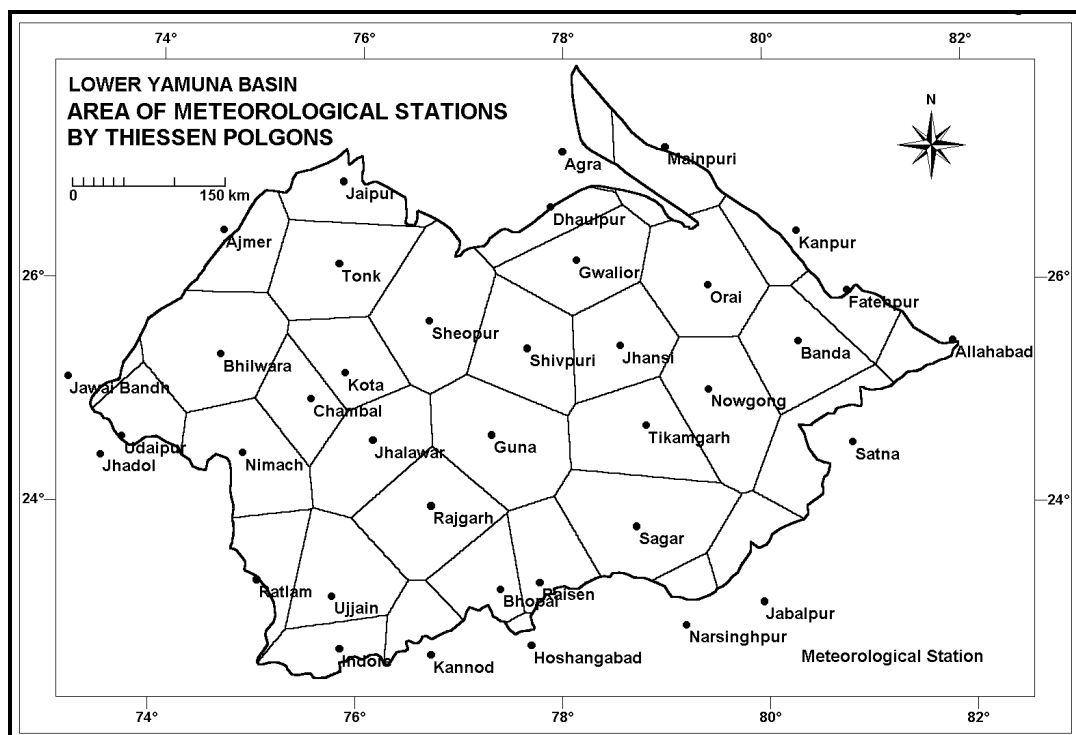 74° 76° 78° 80° 82°
LOWER YAMUNA BASIN
AREA OF METEOROLOGICAL STATIONS
BY THIESSEN POLGONS
N
0 150 km
Agra
Mainpuri
Jaipur
Dhaulpur
Ajmer
Kanpur
Tonk
Gwalior
26° 26°
Orai
Fatehpur
Sheopur
Bhilwara
Shivpuri
Jhansi
Banda
Allahabad
Jawai Bandh
Kota
Chambal
Nowgong
Udaipur
Jhalawar
Guna
Tikamgarh
Jhadol
Nimach
Satna
24° 24°
Rajgarh
Sagar
Ratlam
Ujjain
Bhopal
Raisen
Jabalpur
Narsinghpur
Indore
Kannod
Hoshangabad
Meteorological Station
74° 76° 78° 80° 82°